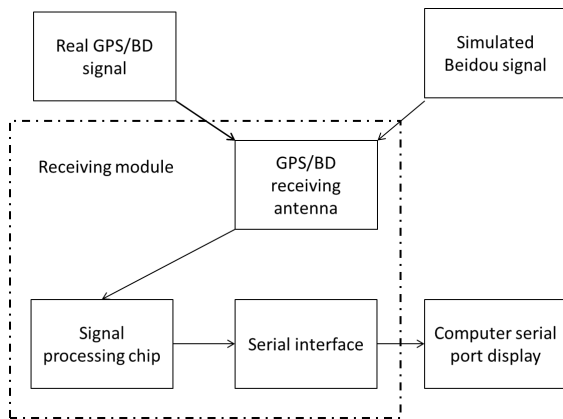 Real GPS/BD
signal
Simulated
Beidou signal
Receiving module
GPS/BD
receiving
antenna
Signal
processing chip
Serial interface
Computer serial
port display